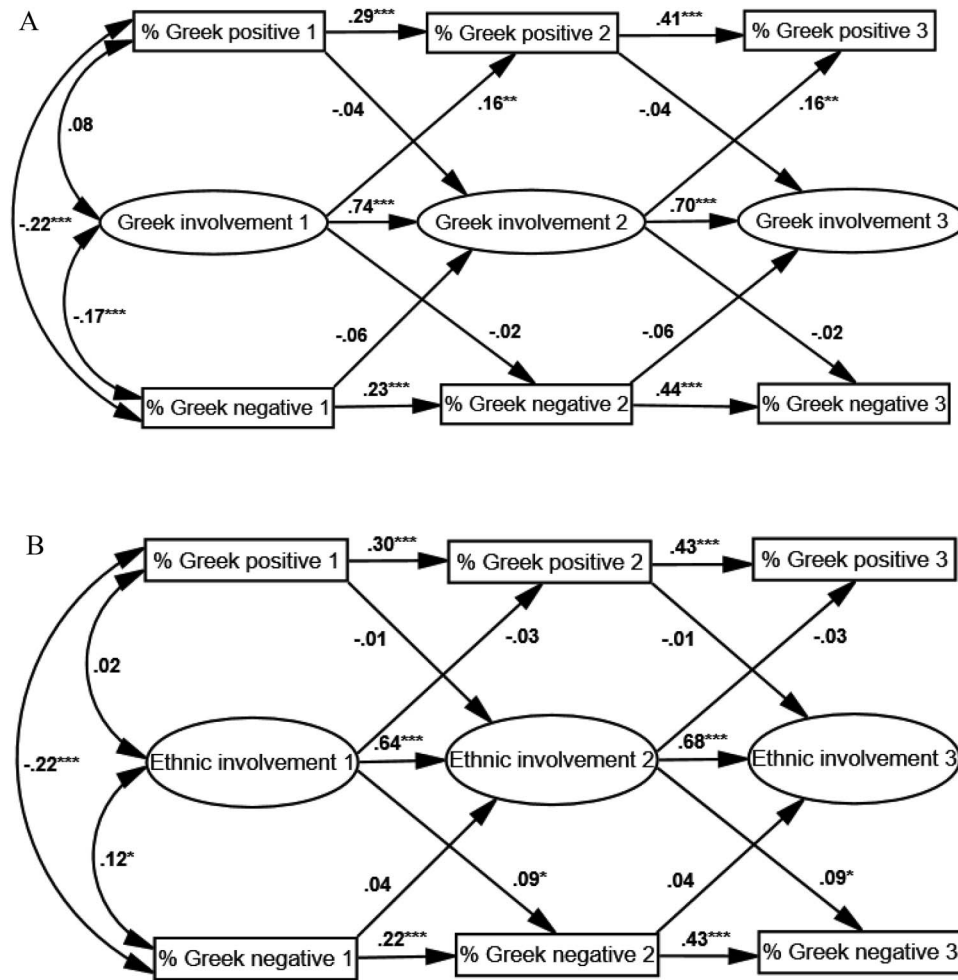 A
% Greek positive 1
.29***
% Greek positive 2
.41***
% Greek positive 3
.08
-.04
.16**
-.04
.16**
-.22***
Greek involvement 1
.74***
Greek involvement 2
.70***
Greek involvement 3
-.17***
-.06
-.02
-.06
-.02
% Greek negative 1
.23***
% Greek negative 2
.44***
% Greek negative 3
B
% Greek positive 1
.30***
% Greek positive 2
.43***
% Greek positive 3
.02
-.01
-.03
-.01
-.03
-.22***
Ethnic involvement 1
.64***
Ethnic involvement 2
.68***
Ethnic involvement 3
.12*
.04
.09*
.04
.09*
% Greek negative 1
.22***
% Greek negative 2
.43***
% Greek negative 3